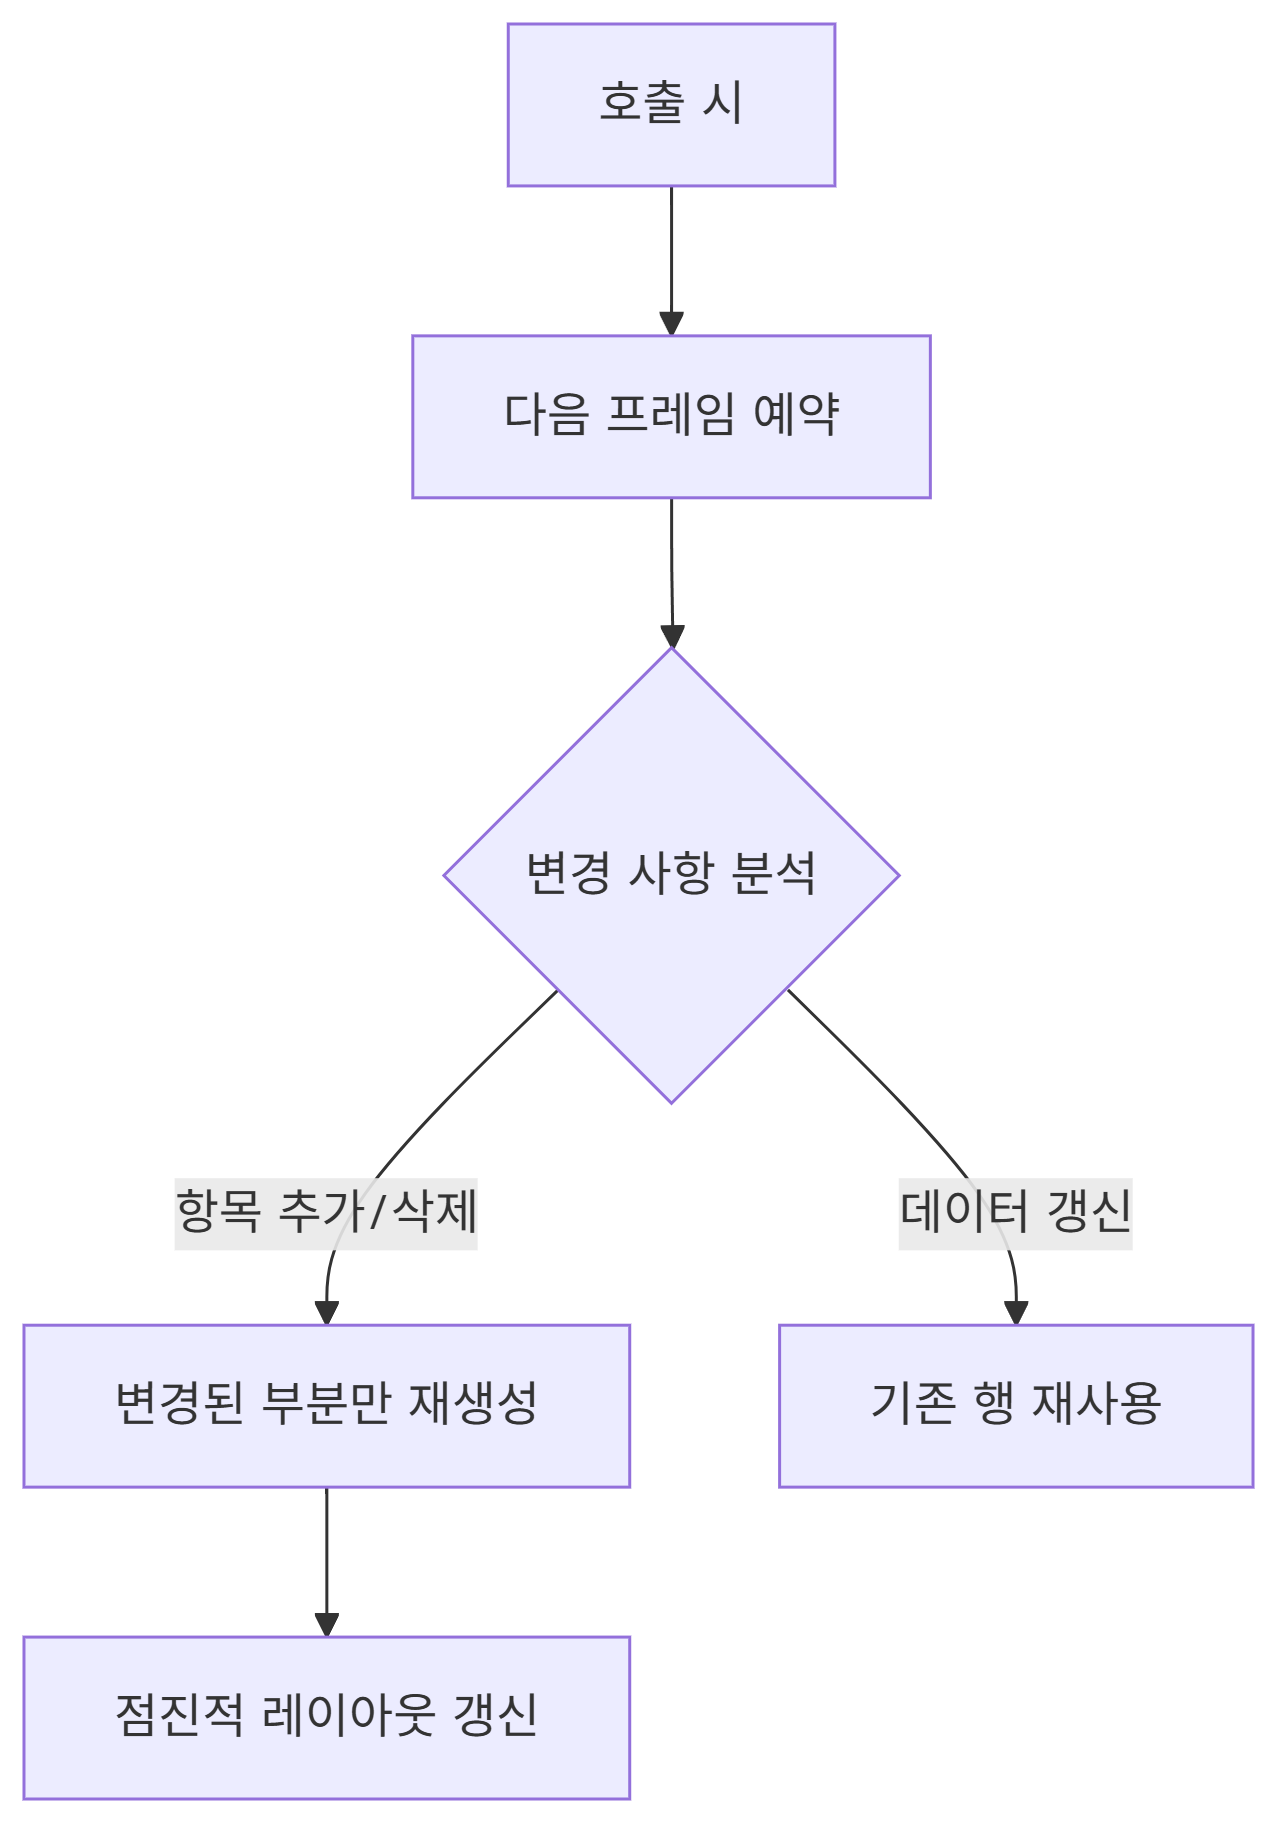 호출 시
다음 프레임 예약
변경 사항 분석
항목 추가/삭제
데이터 갱신
변경된 부분만 재생성
기존 행 재사용
점진적 레이아웃 갱신